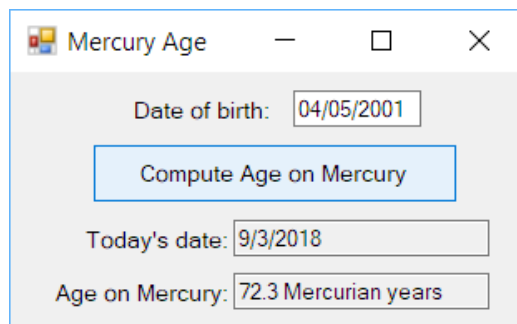 Mercury Age
Date of birth: 04/05/2001
Compute Age on Mercury
Today's date: 9/3/2018
Age on Mercury: 72.3 Mercurian years